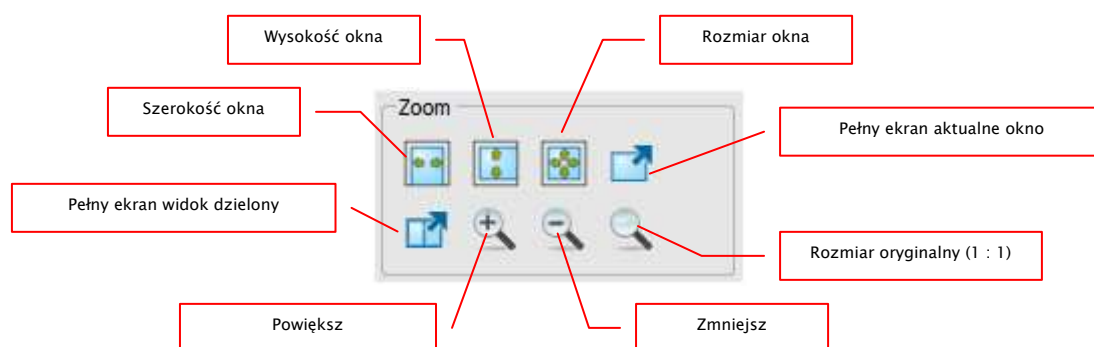 Wysokość okna
Rozmiar okna
Szerokość okna
Zoom
Pełny ekran aktualne okno
Pełny ekran widok dzielony
Rozmiar oryginalny (1 : 1)
Powiększ
Zmniejsz